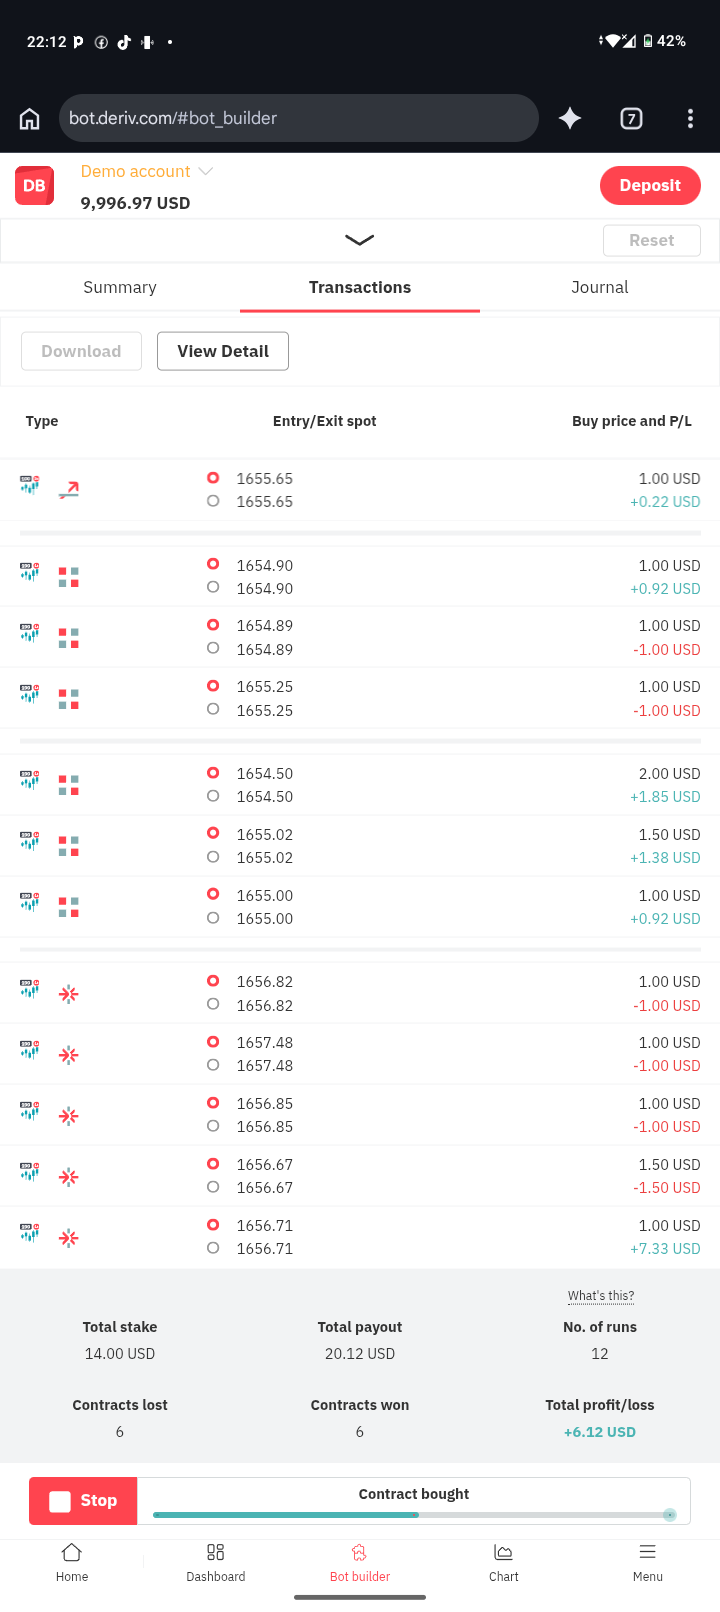 22:12
42%
bot.deriv.com/#bot_builder
7
DB
Demo account
9,996.97 USD
Deposit
Reset
Summary
Transactions
Journal
Download
View Detail
Type
Entry/Exit spot
Buy price and P/L
1655.65
1.00 USD
1655.65
+0.22 USD
1654.90
1.00 USD
1654.90
+0.92 USD
1654.89
1.00 USD
1654.89
-1.00 USD
1655.25
1.00 USD
1655.25
-1.00 USD
1654.50
2.00 USD
1654.50
+1.85 USD
1655.02
1.50 USD
1655.02
+1.38 USD
1655.00
1.00 USD
1655.00
+0.92 USD
1656.82
1.00 USD
1656.82
-1.00 USD
1657.48
1.00 USD
1657.48
-1.00 USD
1656.85
1.00 USD
1656.85
-1.00 USD
1656.67
1.50 USD
1656.67
-1.50 USD
1656.71
1.00 USD
1656.71
+7.33 USD
What's this?
Total stake
Total payout
No. of runs
14.00 USD
20.12 USD
12
Contracts lost
Contracts won
Total profit/loss
6
6
+6.12 USD
Stop
Contract bought
Home
Dashboard
Bot builder
Chart
Menu